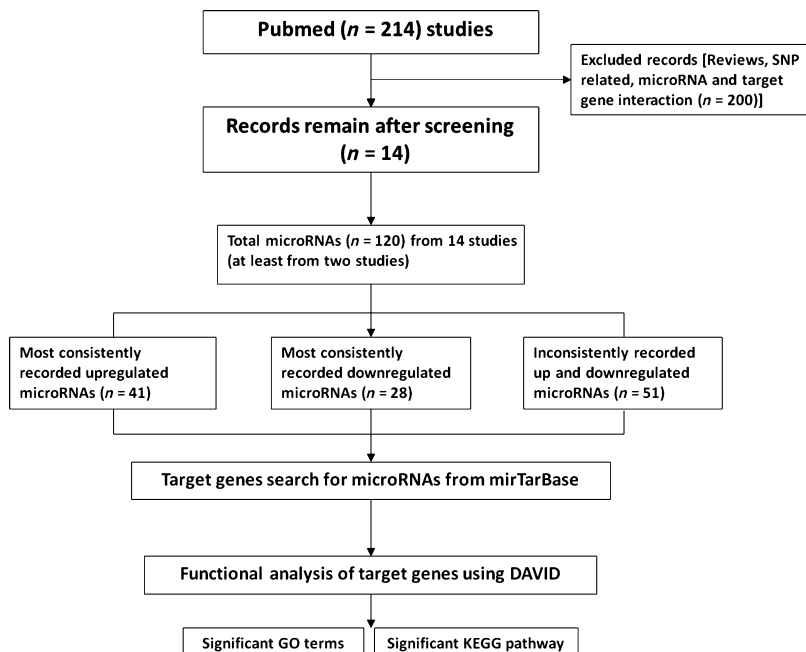 Pubmed (n = 214) studies
Excluded records [Reviews, SNP
related, microRNA and target
gene interaction (n = 200)]
Records remain after screening
(n = 14)
Total microRNAs (n = 120) from 14 studies
(at least from two studies)
Most consistently
recorded upregulated
microRNAs (n = 41)
Most consistently
recorded downregulated
microRNAs (n = 28)
Inconsistently recorded
up and downregulated
microRNAs (n = 51)
Target genes search for microRNAs from mirTarBase
Functional analysis of target genes using DAVID
Significant GO terms
Significant KEGG pathway